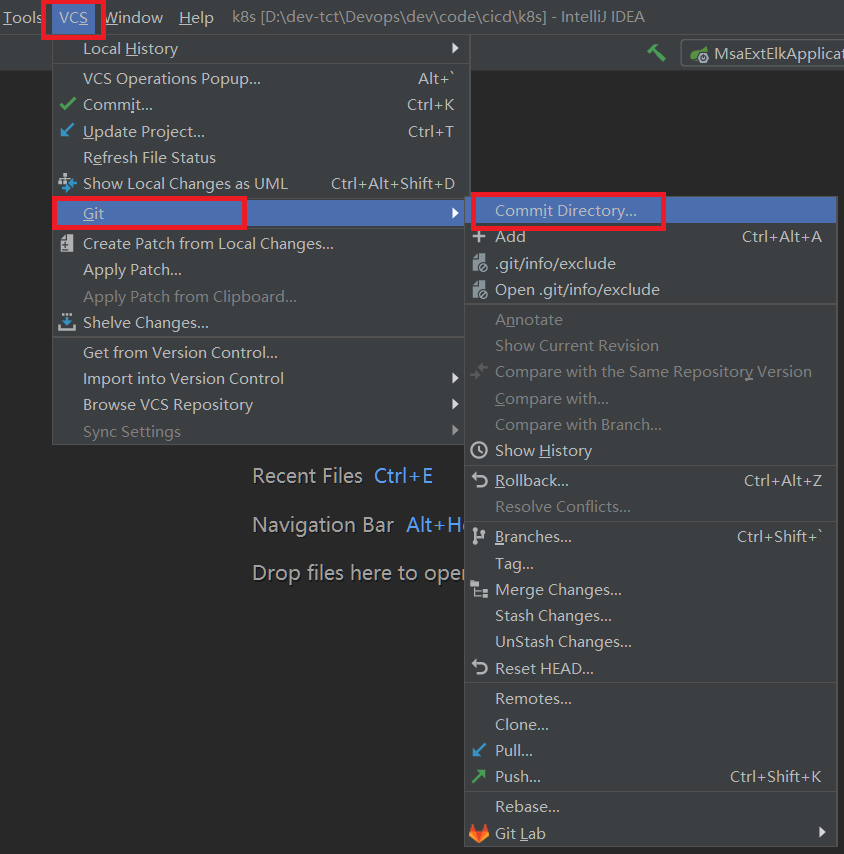 Tools VCS Window Help k8s [D:\dev-tct\Devops\dev\code\cicd\k8s] - IntelliJ IDEA
MsaExtElkApplicat
Local History
VCS Operations Popup... Alt+`
Commit... Ctrl+K
Update Project... Ctrl+T
Refresh File Status
Show Local Changes as UML Ctrl+Alt+Shift+D
Git
Create Patch from Local Changes...
Apply Patch...
Apply Patch from Clipboard...
Shelve Changes...
Get from Version Control...
Import into Version Control
Browse VCS Repository
Sync Settings
Commit Directory...
Add Ctrl+Alt+A
.git/info/exclude
Open .git/info/exclude
Annotate
Show Current Revision
Compare with the Same Repository Version
Compare with...
Compare with Branch...
Show History
Rollback... Ctrl+Alt+Z
Resolve Conflicts...
Branches... Ctrl+Shift+`
Tag...
Merge Changes...
Stash Changes...
UnStash Changes...
Reset HEAD...
Remotes...
Clone...
Pull...
Push... Ctrl+Shift+K
Rebase...
Git Lab
Recent Files Ctrl+E
Navigation Bar Alt+H
Drop files here to open